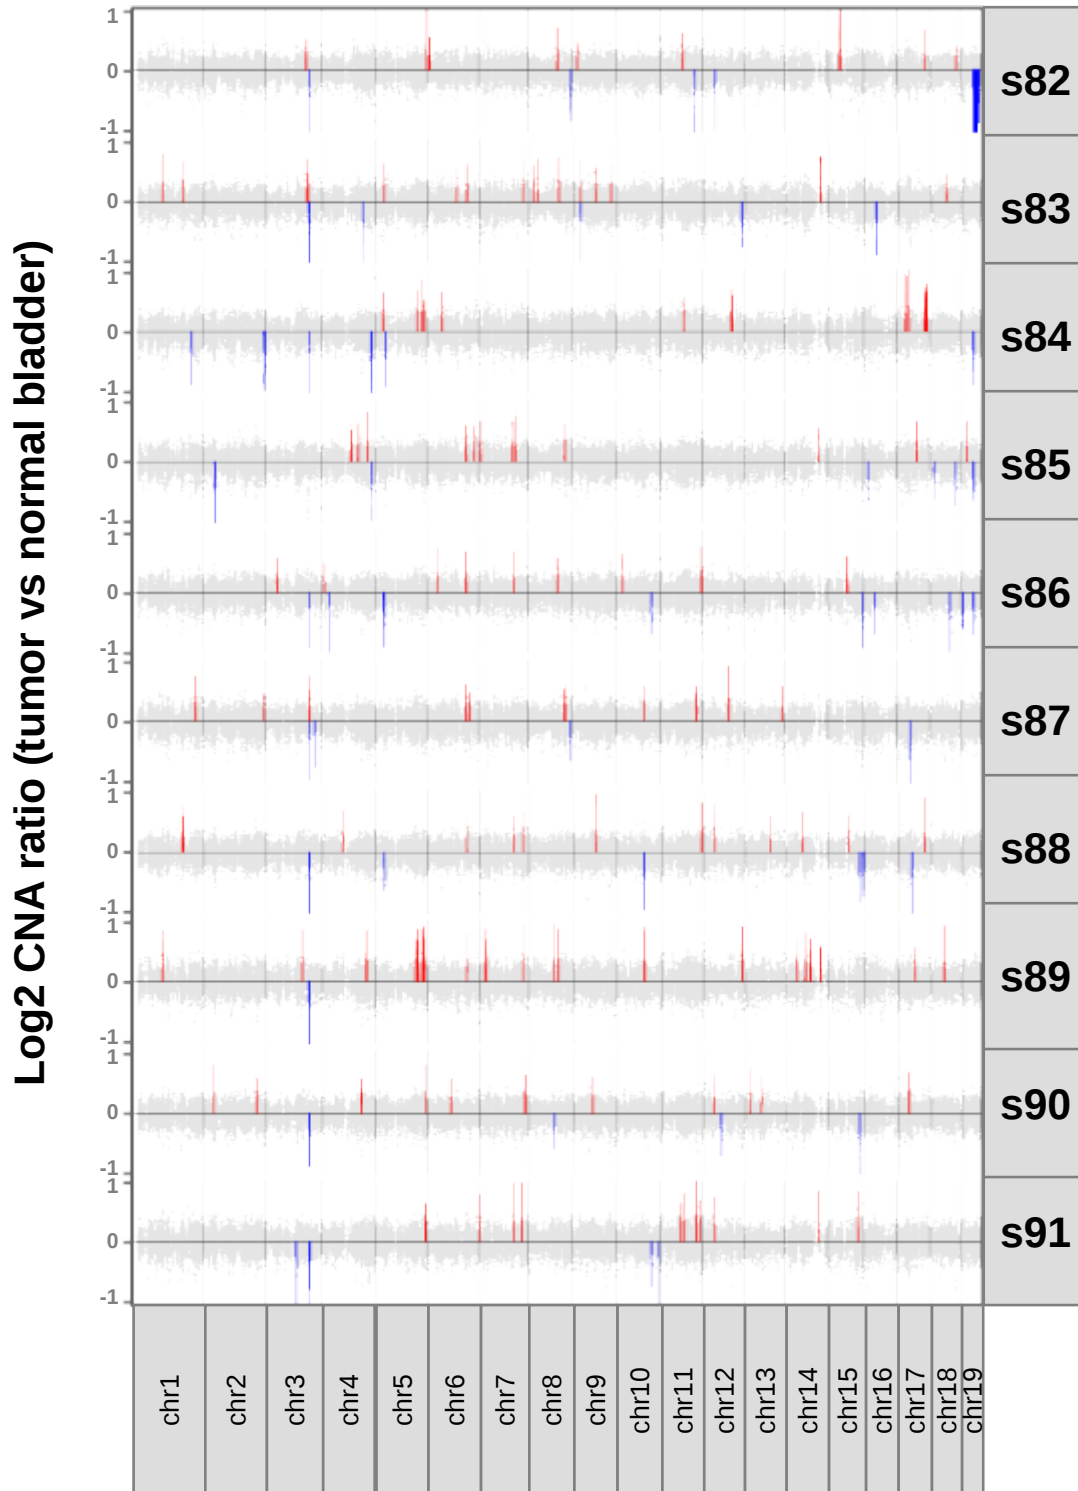 Log2 CNA ratio (tumor vs normal bladder)
1
0
-1
s82
1
0
-1
s83
1
0
-1
s84
1
0
-1
s85
1
0
-1
s86
1
0
-1
s87
1
0
-1
s88
1
0
-1
s89
1
0
-1
s90
1
0
-1
s91
chr1
chr2
chr3
chr4
chr5
chr6
chr7
chr8
chr9
chr10
chr11
chr12
chr13
chr14
chr15
chr16
chr17
chr18
chr19